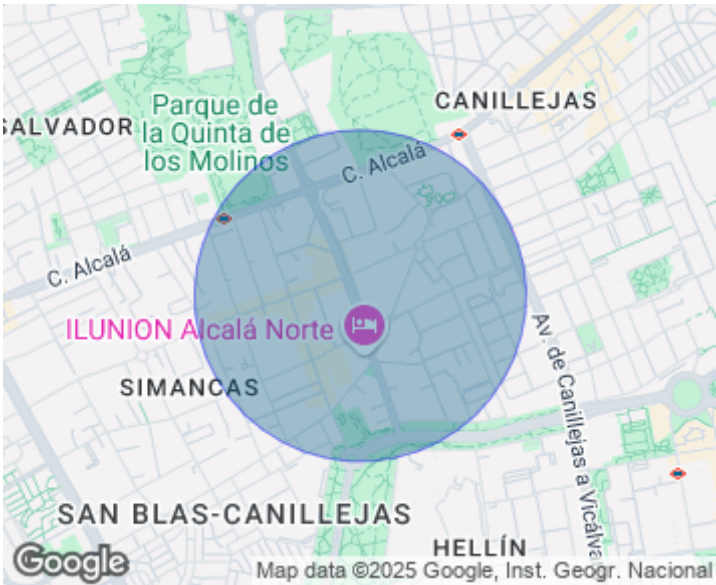 CANILLEJAS
SALVADOR
Parque de
la Quinta de
los Molinos
C. Alcalá
C. Alcalá
ILUNION Alcalá Norte
SIMANCAS
Av. de Canillejas a Vicálva
SAN BLAS-CANILLEJAS
HELLÍN
Google
Map data ©2025 Google, Inst. Geogr. Nacional